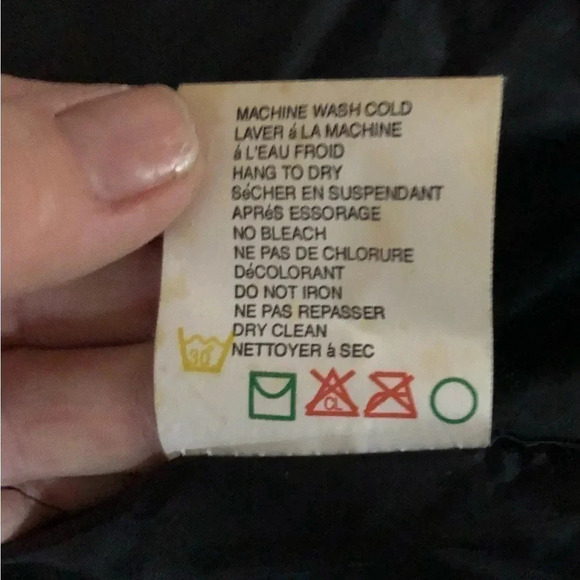 MACHINE WASH COLD
LAVER á LA MACHINE
á L'EAU FROID
HANG TO DRY
SéCHER EN SUSPENDANT
APRéS ESSORAGE
NO BLEACH
NE PAS DE CHLORURE
DéCOLORANT
DO NOT IRON
NE PAS REPASSER
DRY CLEAN
NETTOYER á SEC
30°
CL